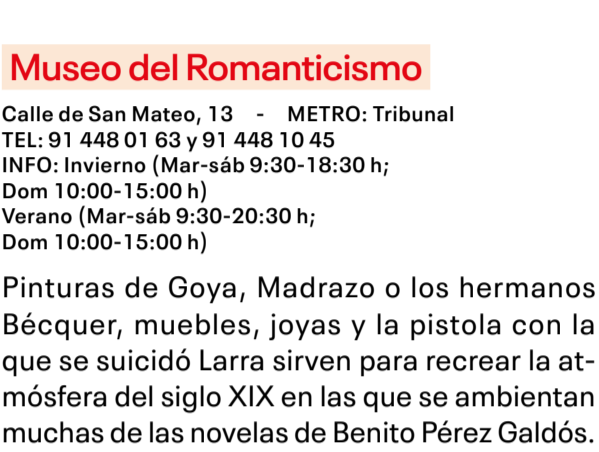 Museo del Romanticismo
Calle de San Mateo, 13 - METRO: Tribunal
TEL: 91 448 01 63 y 91 448 10 45
INFO: Invierno (Mar-sáb 9:30-18:30 h;
Dom 10:00-15:00 h)
Verano (Mar-sáb 9:30-20:30 h;
Dom 10:00-15:00 h)
Pinturas de Goya, Madrazo o los hermanos
Bécquer, muebles, joyas y la pistola con la
que se suicidó Larra sirven para recrear la at-
mósfera del siglo XIX en las que se ambientan
muchas de las novelas de Benito Pérez Galdós.